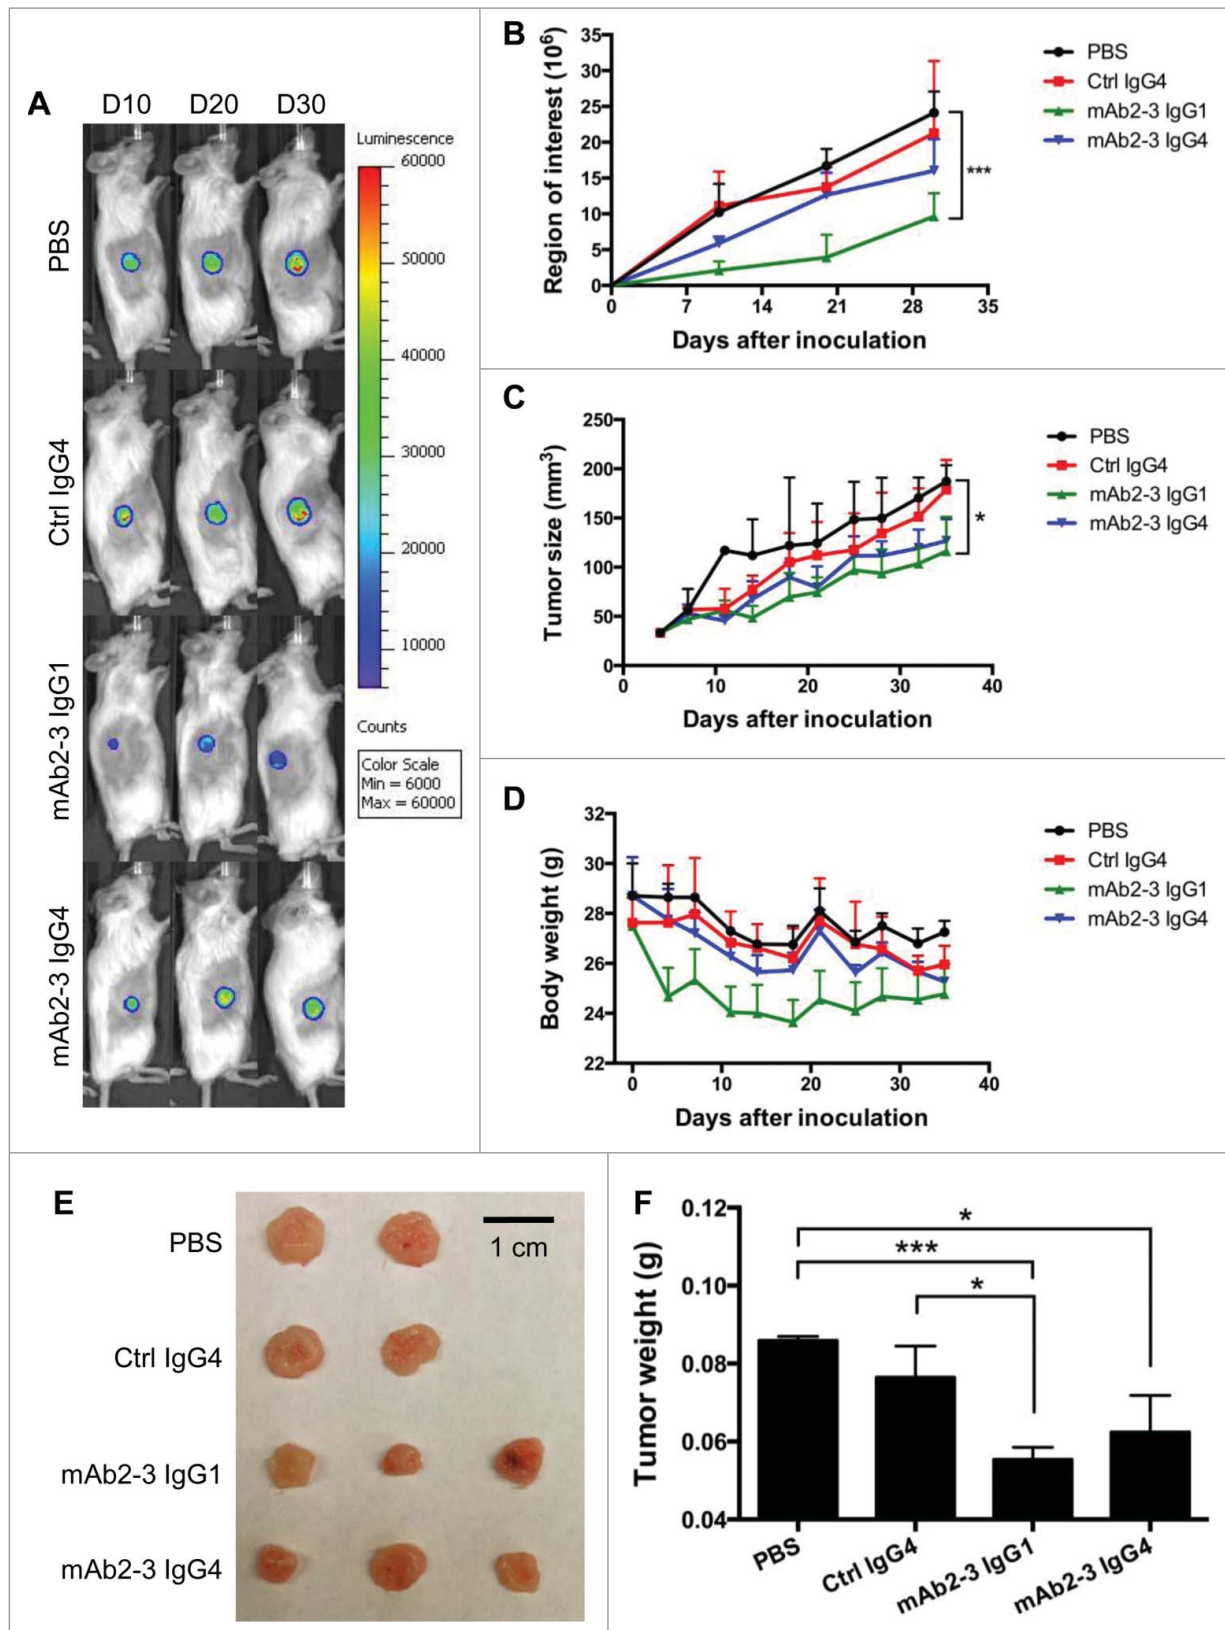 A
D10 D20 D30
PBS
Ctrl IgG4
mAb2-3 IgG1
mAb2-3 IgG4
Luminescence
60000
50000
40000
30000
20000
10000
Counts
Color Scale
Min = 6000
Max = 60000
B
Region of interest (10⁶)
35
30
25
20
15
10
5
0
0 7 14 21 28 35
Days after inoculation
***
PBS
Ctrl IgG4
mAb2-3 IgG1
mAb2-3 IgG4
C
Tumor size (mm³)
250
200
150
100
50
0
0 10 20 30 40
Days after inoculation
*
PBS
Ctrl IgG4
mAb2-3 IgG1
mAb2-3 IgG4
D
Body weight (g)
32
30
28
26
24
22
0 10 20 30 40
Days after inoculation
PBS
Ctrl IgG4
mAb2-3 IgG1
mAb2-3 IgG4
E
PBS
Ctrl IgG4
mAb2-3 IgG1
mAb2-3 IgG4
1 cm
F
Tumor weight (g)
0.12
0.10
0.08
0.06
0.04
*
***
*
PBS
Ctrl IgG4
mAb2-3 IgG1
mAb2-3 IgG4